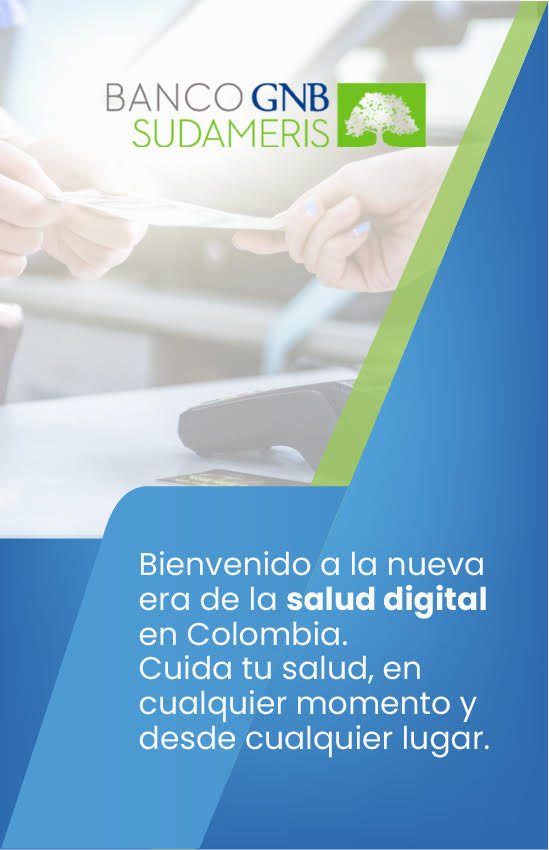 BANCO GNB
SUDAMERIS
Bienvenido a la nueva
era de la salud digital
en Colombia.
Cuida tu salud, en
cualquier momento y
desde cualquier lugar.